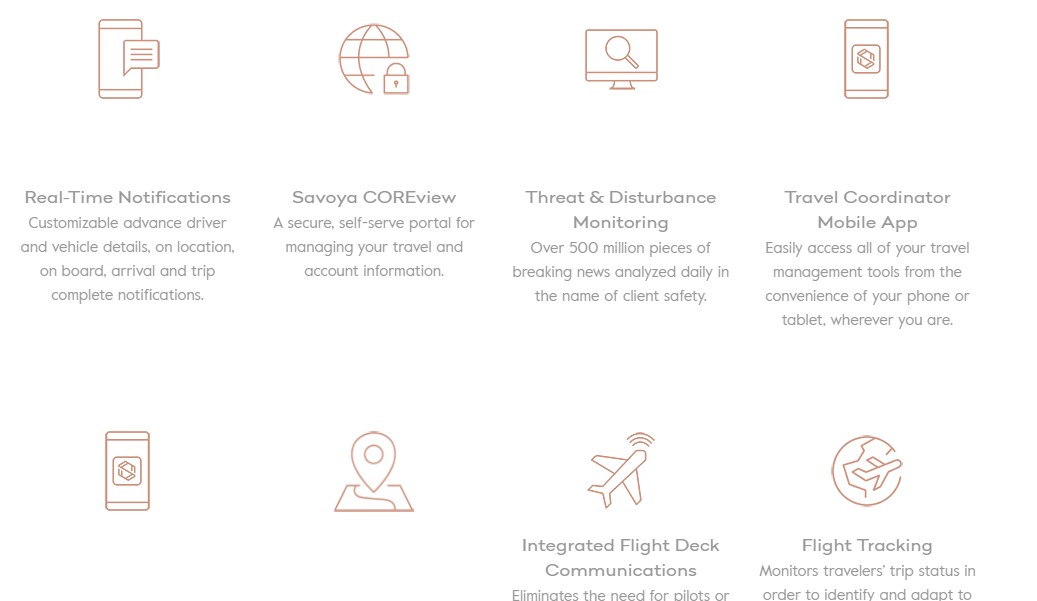 Real-Time Notifications
Customizable advance driver
and vehicle details, on location,
on board, arrival and trip
complete notifications.
Savoya COREview
A secure, self-serve portal for
managing your travel and
account information.
Threat & Disturbance
Monitoring
Over 500 million pieces of
breaking news analyzed daily in
the name of client safety.
Travel Coordinator
Mobile App
Easily access all of your travel
management tools from the
convenience of your phone or
tablet, wherever you are.
Integrated Flight Deck
Communications
Eliminates the need for pilots or
Flight Tracking
Monitors travelers' trip status in
order to identify and adapt to